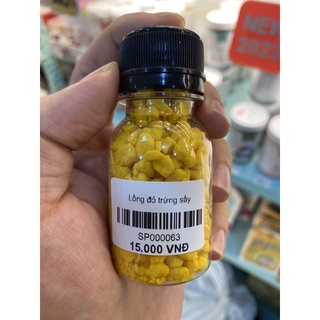 NEW
2022
Lòng đỏ trứng sấy
SP000063
15.000 VNĐ